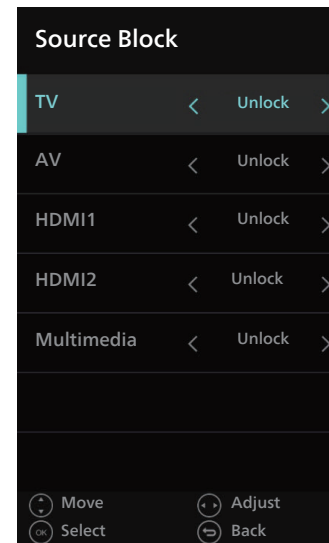 Source Block
TV < Unlock >
AV < Unlock >
HDMI1 < Unlock >
HDMI2 < Unlock >
Multimedia < Unlock >
Move Adjust
OK Select Back